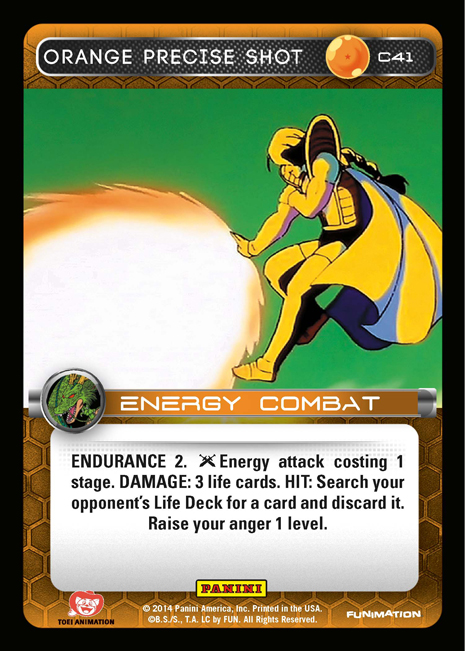 ORANGE PRECISE SHOT C41
ENERGY COMBAT
ENDURANCE 2. Energy attack costing 1
stage. DAMAGE: 3 life cards. HIT: Search your
opponent's Life Deck for a card and discard it.
Raise your anger 1 level.
PANINI
TOEI ANIMATION
© 2014 Panini America, Inc. Printed in the USA.
©B.S./S., T.A. LC by FUN. All Rights Reserved.
FUNIMATION